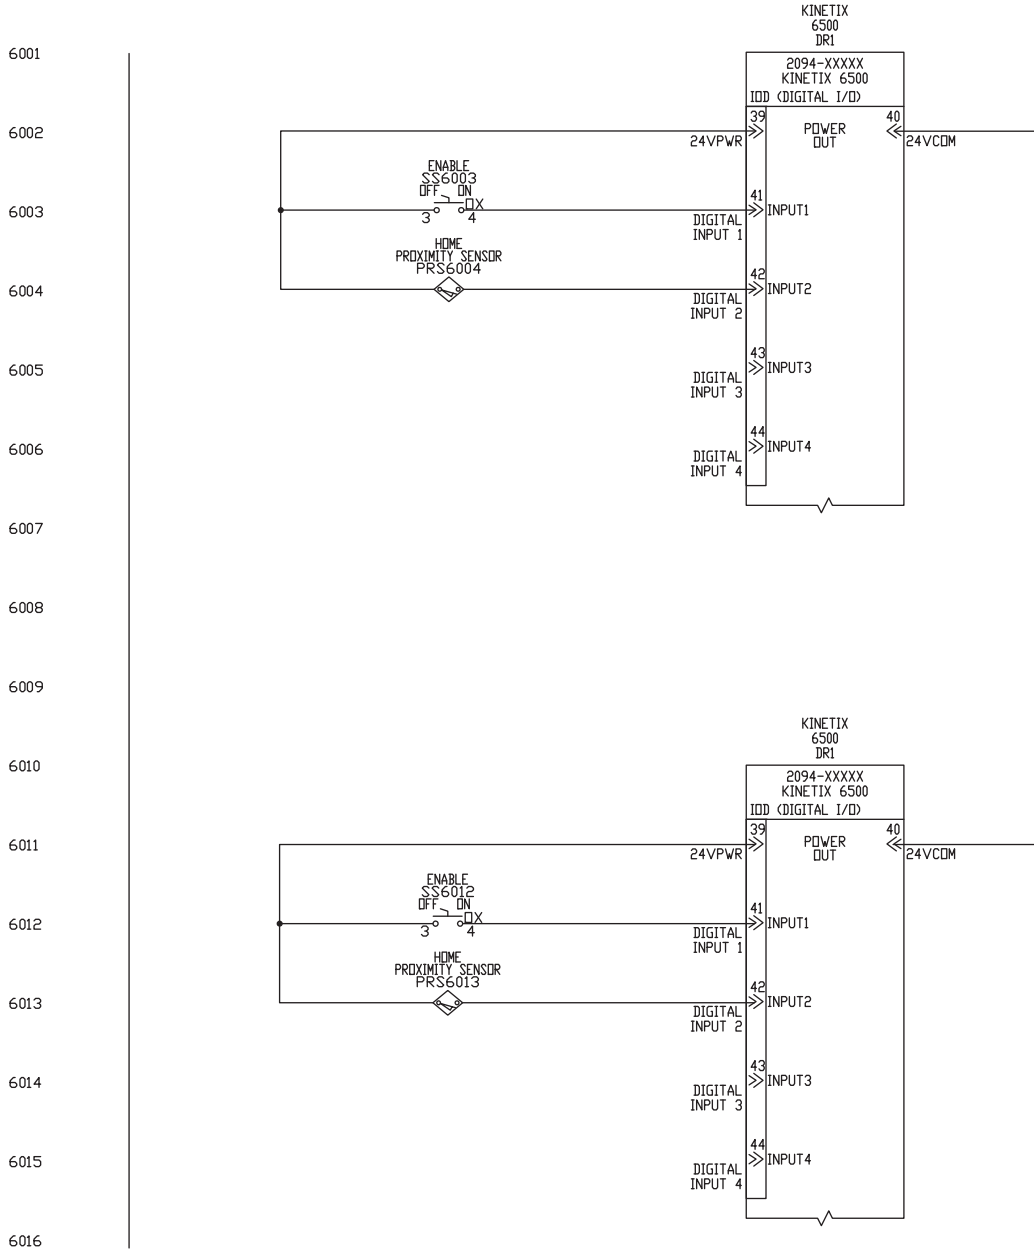 KINETIX
6500
DR1
6001
2094-XXXXX
KINETIX 6500
IOD (DIGITAL I/O)
39
40
6002
POWER
OUT
24VPWR
24VCOM
ENABLE
SS6003
OFF ON
OX
41
6003
3 4
INPUT1
DIGITAL
INPUT 1
HOME
PROXIMITY SENSOR
PRS6004
42
6004
INPUT2
DIGITAL
INPUT 2
43
6005
INPUT3
DIGITAL
INPUT 3
44
6006
INPUT4
DIGITAL
INPUT 4
6007
6008
6009
KINETIX
6500
DR1
6010
2094-XXXXX
KINETIX 6500
IOD (DIGITAL I/O)
39
40
6011
POWER
OUT
24VPWR
24VCOM
ENABLE
SS6012
OFF ON
OX
41
6012
3 4
INPUT1
DIGITAL
INPUT 1
HOME
PROXIMITY SENSOR
PRS6013
42
6013
INPUT2
DIGITAL
INPUT 2
43
6014
INPUT3
DIGITAL
INPUT 3
44
6015
INPUT4
DIGITAL
INPUT 4
6016